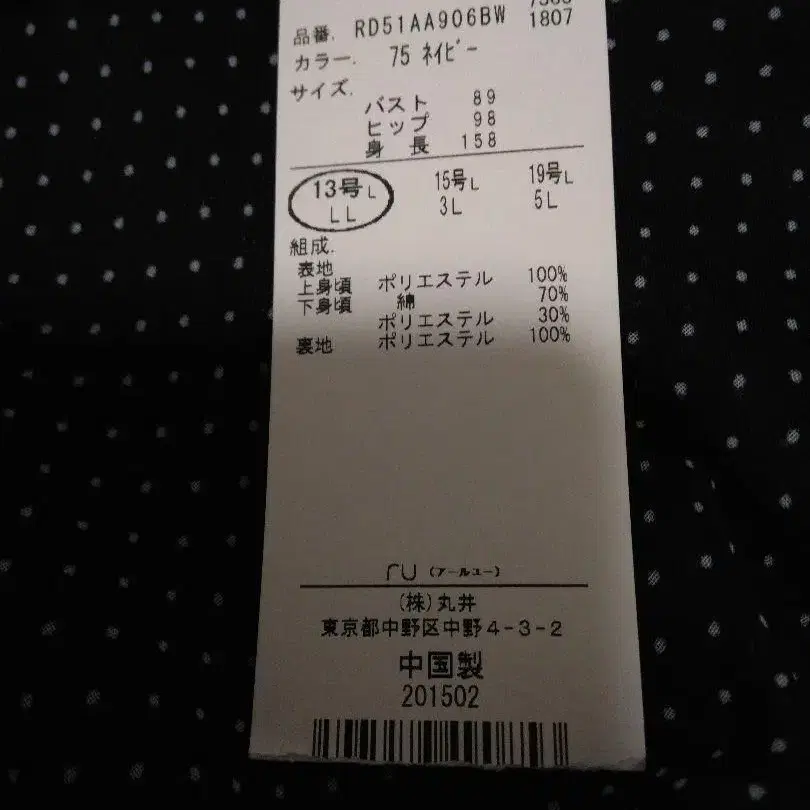 品番. RD51AA906BW 1807
カラー. 75 ﾈｲﾋﾞｰ
サイズ.
バスト 89
ヒップ 98
身長 158
13号L 15号L 19号L
LL 3L 5L
組成.
表地
上身頃 ポリエステル 100%
下身頃 綿 70%
ポリエステル 30%
裏地 ポリエステル 100%
ru (アールユー)
(株)丸井
東京都中野区中野4-3-2
中国製
201502